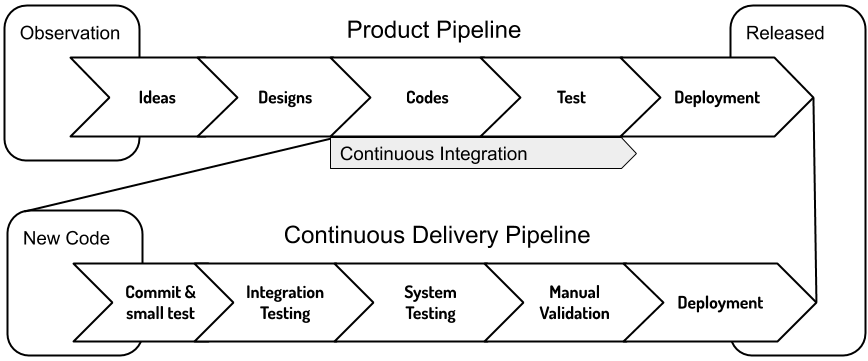 Observation
Product Pipeline
Released
Ideas
Designs
Codes
Test
Deployment
Continuous Integration
New Code
Continuous Delivery Pipeline
Commit &
small test
Integration
Testing
System
Testing
Manual
Validation
Deployment